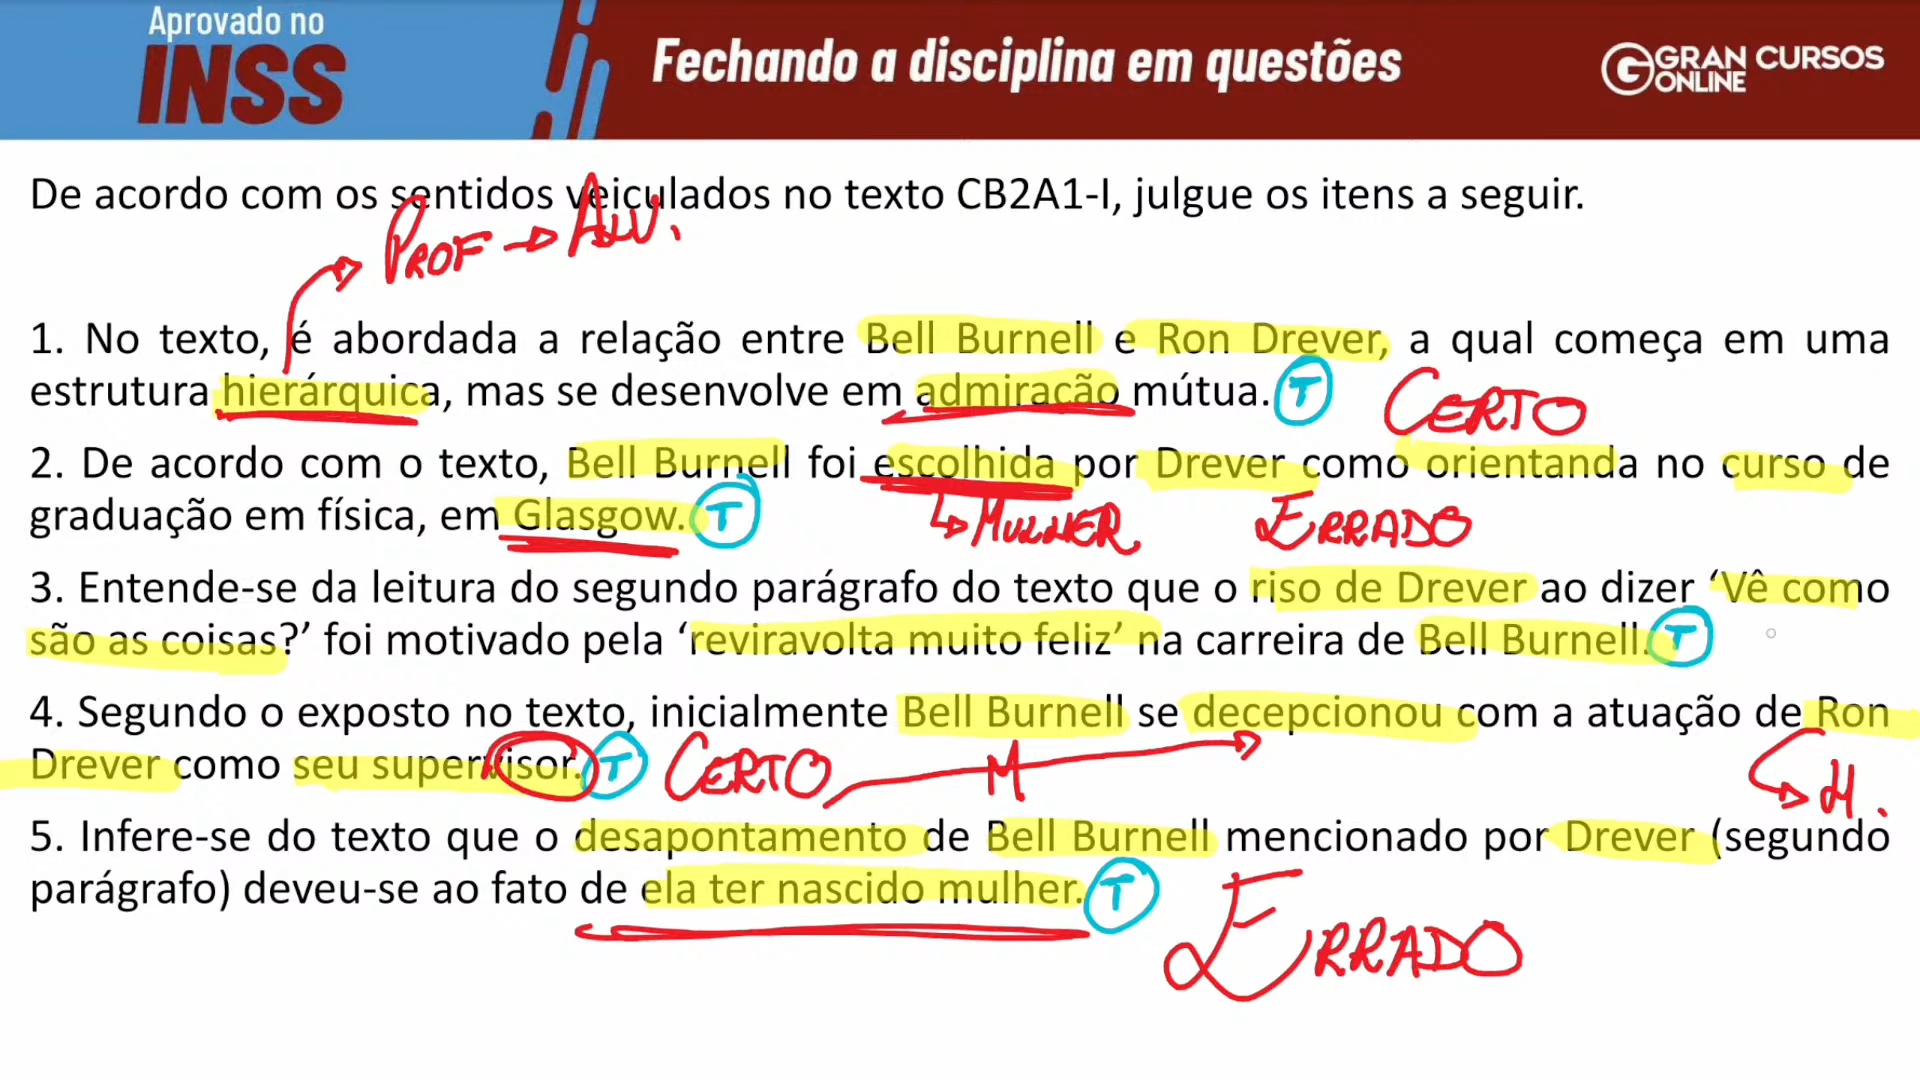 Aprovado no
INSS
Fechando a disciplina em questões
GRAN CURSOS
ONLINE
De acordo com os sentidos veiculados no texto CB2A1-I, julgue os itens a seguir.
PROF → ALU.
1. No texto, é abordada a relação entre Bell Burnell e Ron Drever, a qual começa em uma
estrutura hierárquica, mas se desenvolve em admiração mútua. T CERTO
2. De acordo com o texto, Bell Burnell foi escolhida por Drever como orientanda no curso de
graduação em física, em Glasgow. T MULHER ERRADO
3. Entende-se da leitura do segundo parágrafo do texto que o riso de Drever ao dizer ‘Vê como
são as coisas?’ foi motivado pela ‘reviravolta muito feliz’ na carreira de Bell Burnell. T
4. Segundo o exposto no texto, inicialmente Bell Burnell se decepcionou com a atuação de Ron
Drever como seu supervisor. T CERTO M H.
5. Infere-se do texto que o desapontamento de Bell Burnell mencionado por Drever (segundo
parágrafo) deveu-se ao fato de ela ter nascido mulher. T ERRADO